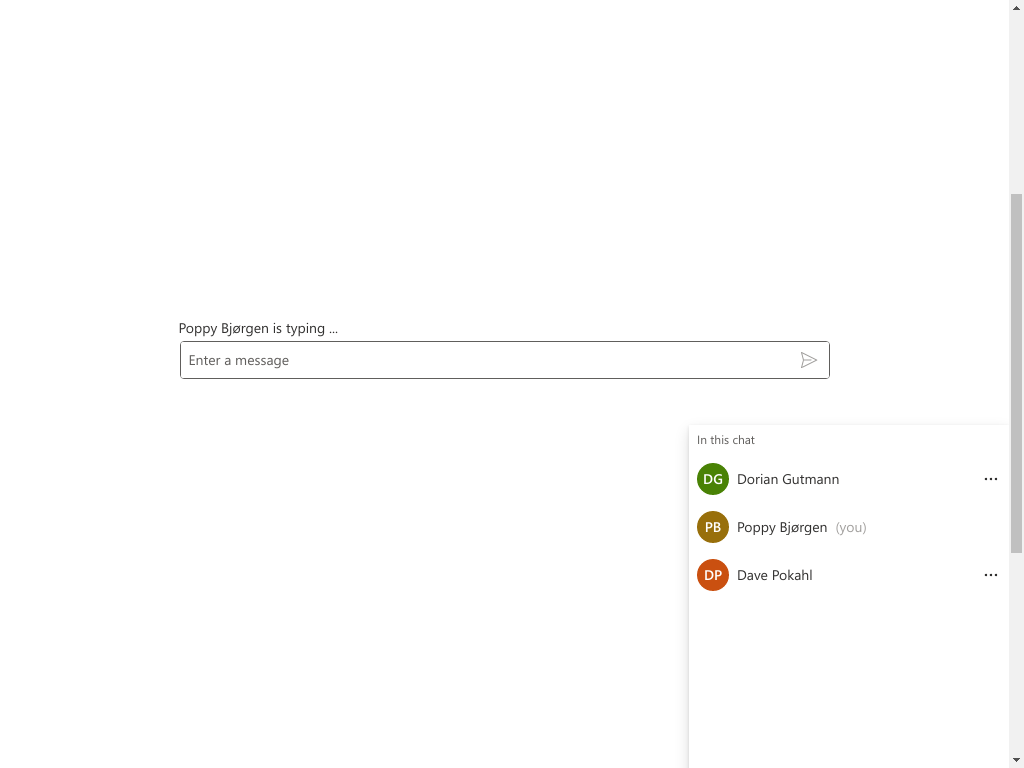 Poppy Bjørgen is typing ...
Enter a message
In this chat
DG Dorian Gutmann
PB Poppy Bjørgen (you)
DP Dave Pokahl